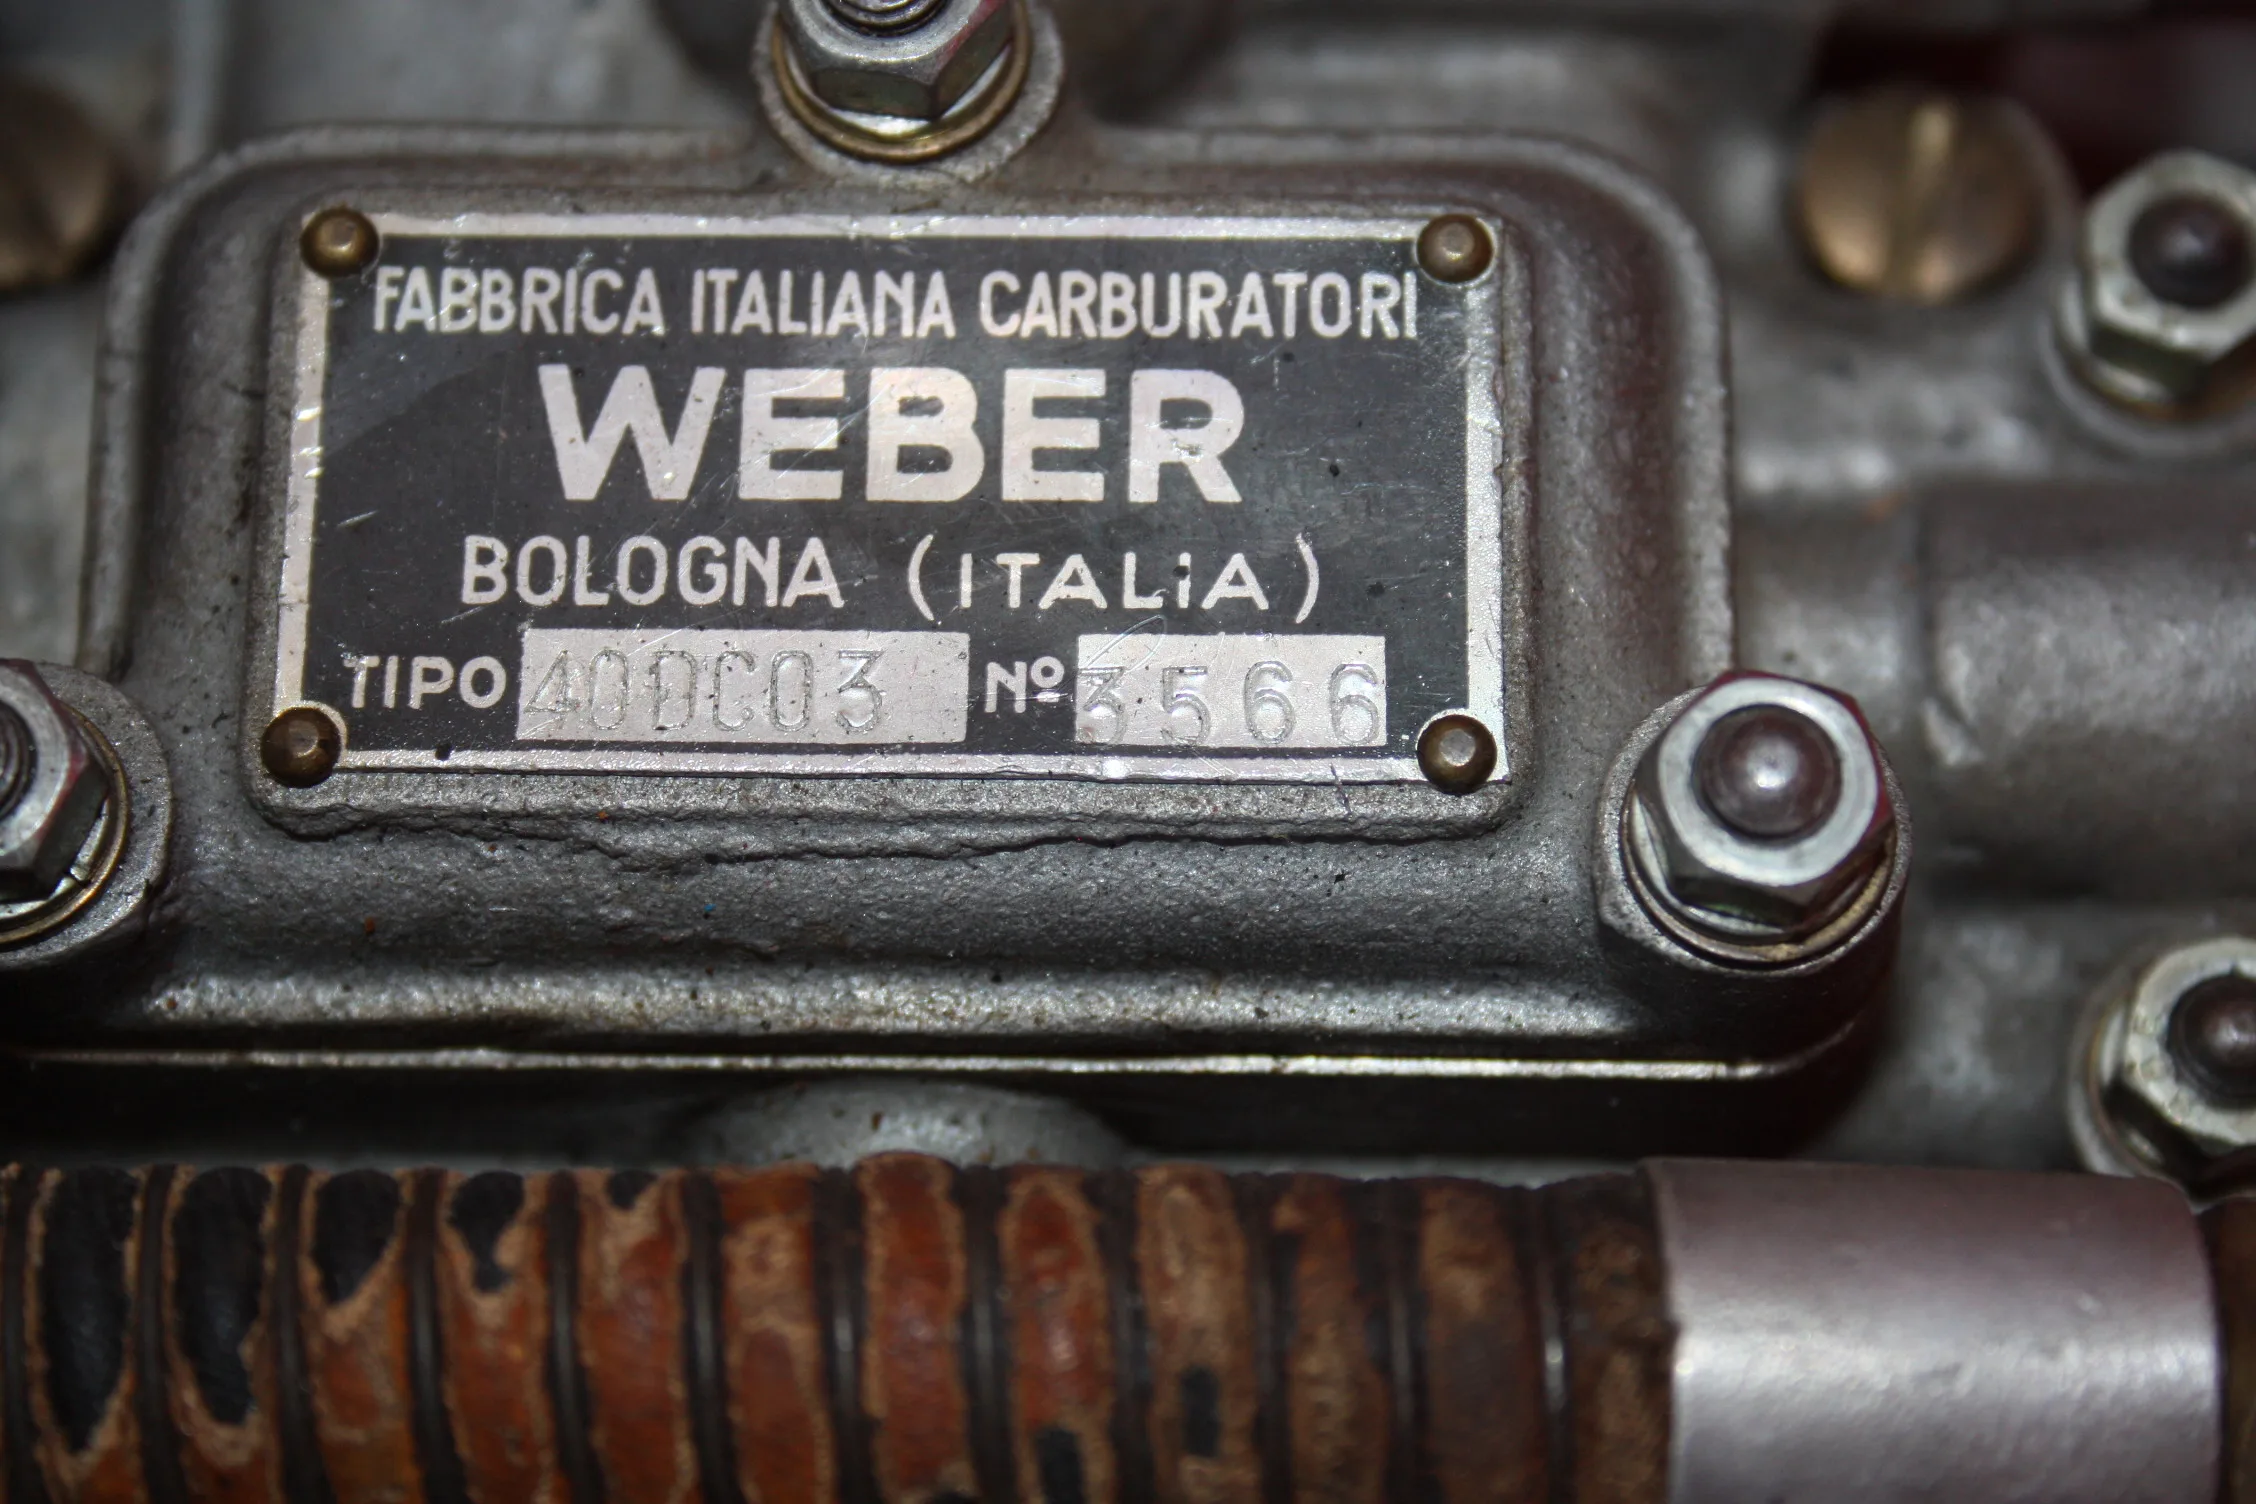 FABBRICA ITALIANA CARBURATORI
WEBER
BOLOGNA (ITALiA)
TIPO 40DCO3 Nº 3566